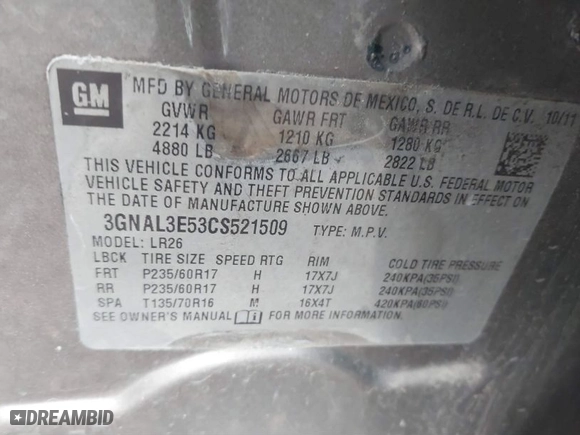 GM
MFD BY GENERAL MOTORS DE MEXICO, S. DE R.L. DE C.V. 10/11
GVWR GAWR FRT GAWR RR
2214 KG 1210 KG 1280 KG
4880 LB 2667 LB 2822 LB
THIS VEHICLE CONFORMS TO ALL APPLICABLE U.S. FEDERAL MOTOR
VEHICLE SAFETY AND THEFT PREVENTION STANDARDS IN EFFECT ON
THE DATE OF MANUFACTURE SHOWN ABOVE.
3GNAL3E53CS521509 TYPE: M.P.V.
MODEL: LR26
LBCK TIRE SIZE SPEED RTG RIM COLD TIRE PRESSURE
FRT P235/60R17 H 17X7J 240KPA(35PSI)
RR P235/60R17 H 17X7J 240KPA(35PSI)
SPA T135/70R16 M 16X4T 420KPA(60PSI)
SEE OWNER'S MANUAL FOR MORE INFORMATION.
DREAMBID